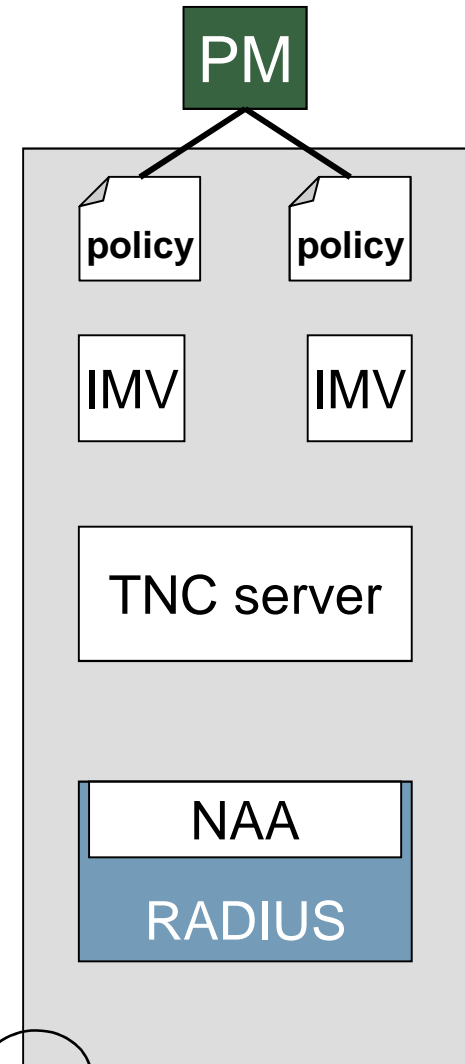 PM
policy policy
IMV IMV
TNC server
NAA
RADIUS